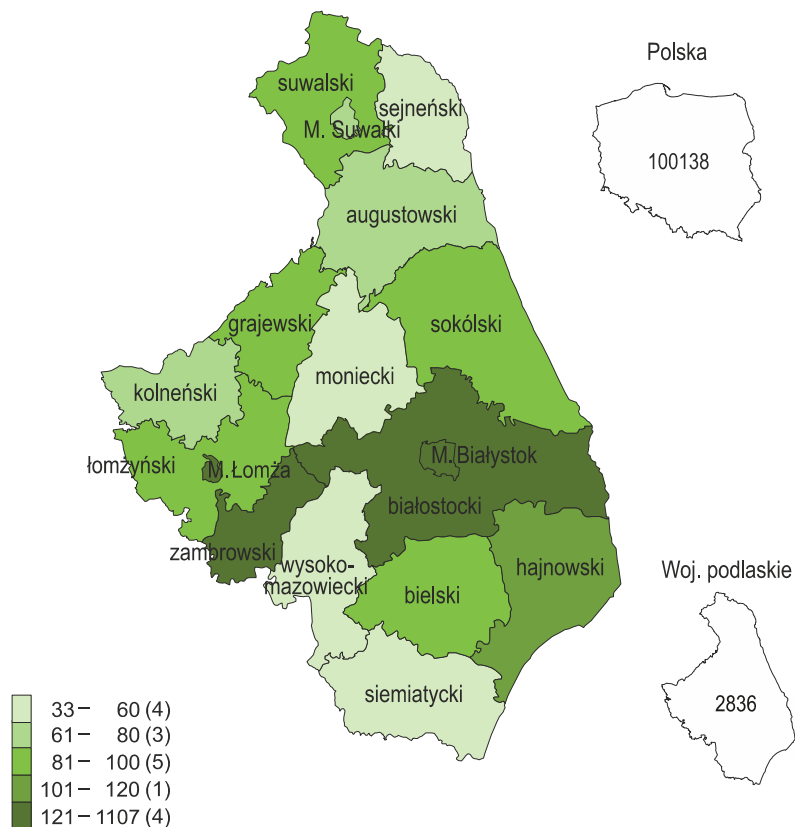 Polska
suwalski
sejneński
M. Suwałki
100138
augustowski
grajewski
sokólski
moniecki
kolneński
łomżyński
M. Łomża
M. Białystok
białostocki
zambrowski
wysoko-
mazowiecki
hajnowski
bielski
Woj. podlaskie
siemiatycki
2836
33 – 60 (4)
61 – 80 (3)
81 – 100 (5)
101 – 120 (1)
121 – 1107 (4)